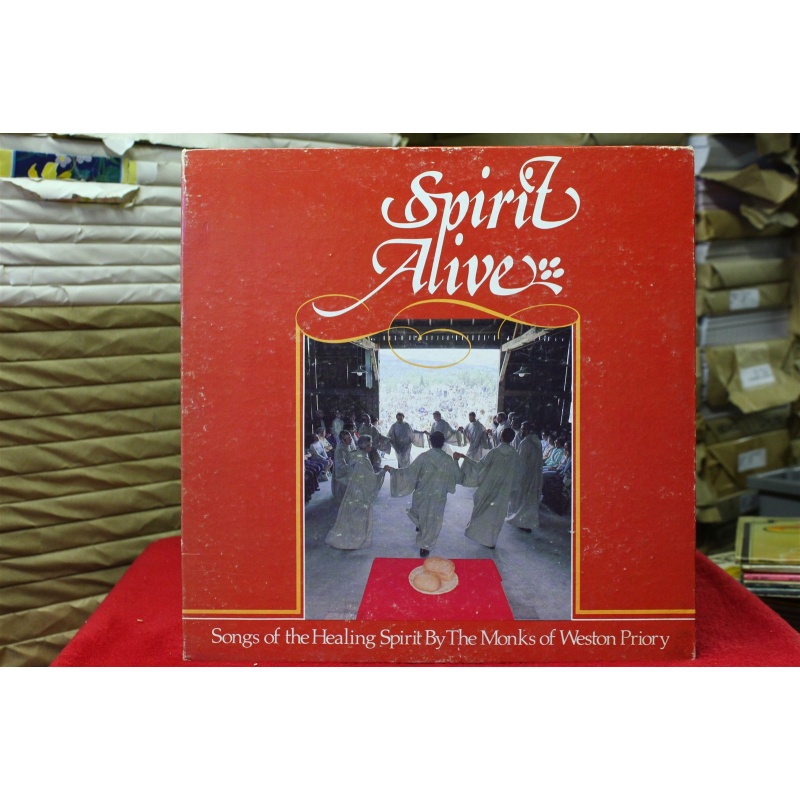 Spirit
Alive
Songs of the Healing Spirit By The Monks of Weston Priory